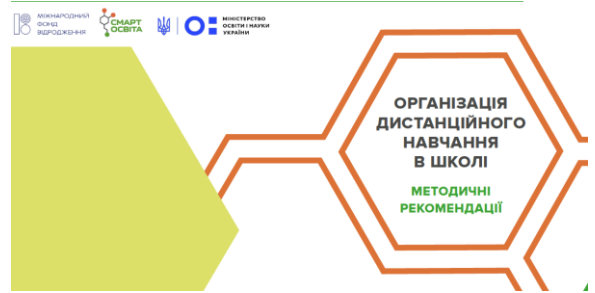 МІЖНАРОДНИЙ
ФОНД
ВІДРОДЖЕННЯ
СМАРТ
ОСВІТА
МІНІСТЕРСТВО
ОСВІТИ І НАУКИ
УКРАЇНИ
ОРГАНІЗАЦІЯ
ДИСТАНЦІЙНОГО
НАВЧАННЯ
В ШКОЛІ
МЕТОДИЧНІ
РЕКОМЕНДАЦІЇ